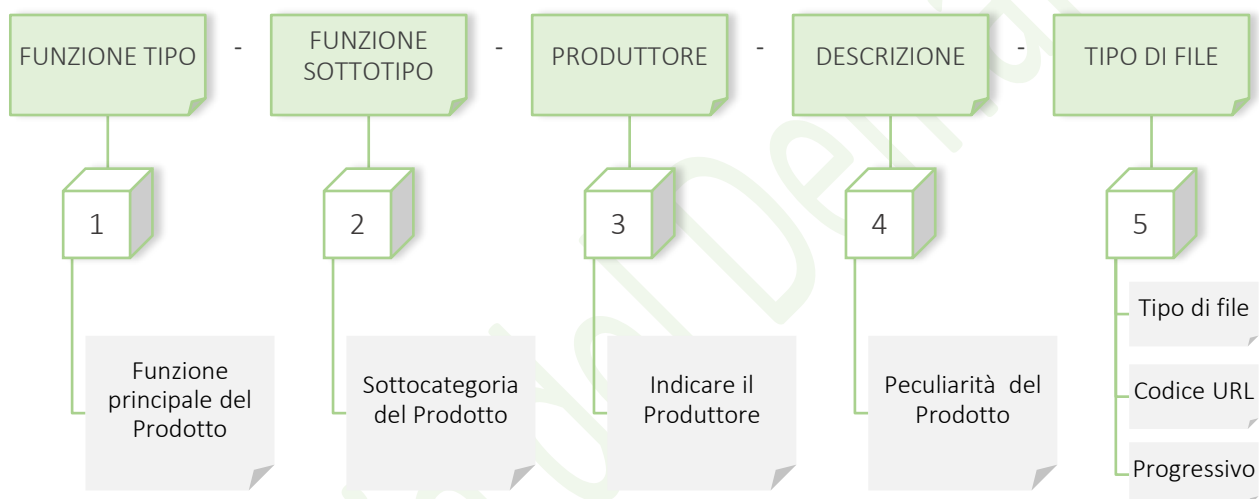 FUNZIONE TIPO
-
FUNZIONE
SOTTOTIPO
-
PRODUTTORE
-
DESCRIZIONE
-
TIPO DI FILE
1
2
3
4
5
Funzione
principale del
Prodotto
Sottocategoria
del Prodotto
Indicare il
Produttore
Peculiarità del
Prodotto
Tipo di file
Codice URL
Progressivo